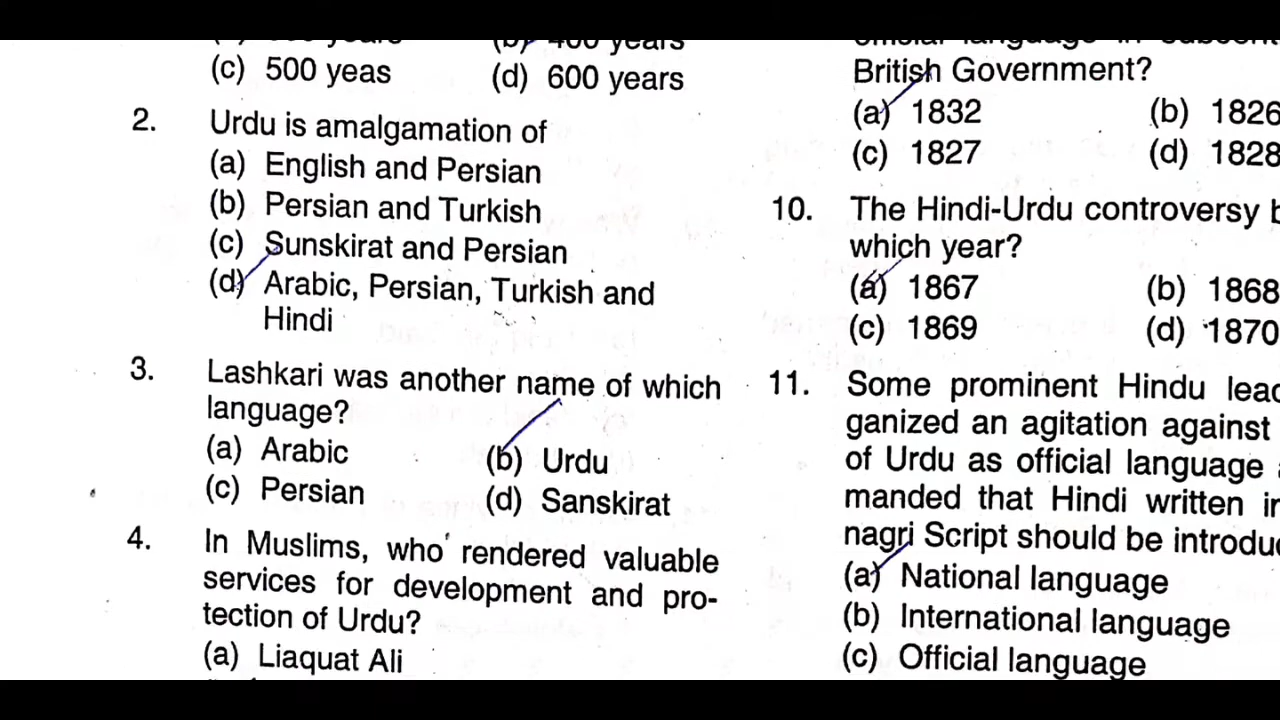 400 years
(c) 500 yeas (d) 600 years
2. Urdu is amalgamation of
(a) English and Persian
(b) Persian and Turkish
(c) Sunskirat and Persian
(d) Arabic, Persian, Turkish and
Hindi
3. Lashkari was another name of which
language?
(a) Arabic (b) Urdu
(c) Persian (d) Sanskirat
4. In Muslims, who rendered valuable
services for development and pro-
tection of Urdu?
(a) Liaquat Ali
official language in
British Government?
(a) 1832 (b) 1826
(c) 1827 (d) 1828
10. The Hindi-Urdu controversy
which year?
(a) 1867 (b) 1868
(c) 1869 (d) 1870
11. Some prominent Hindu
ganized an agitation against
of Urdu as official language
manded that Hindi written
nagri Script should be
(a) National language
(b) International language
(c) Official language